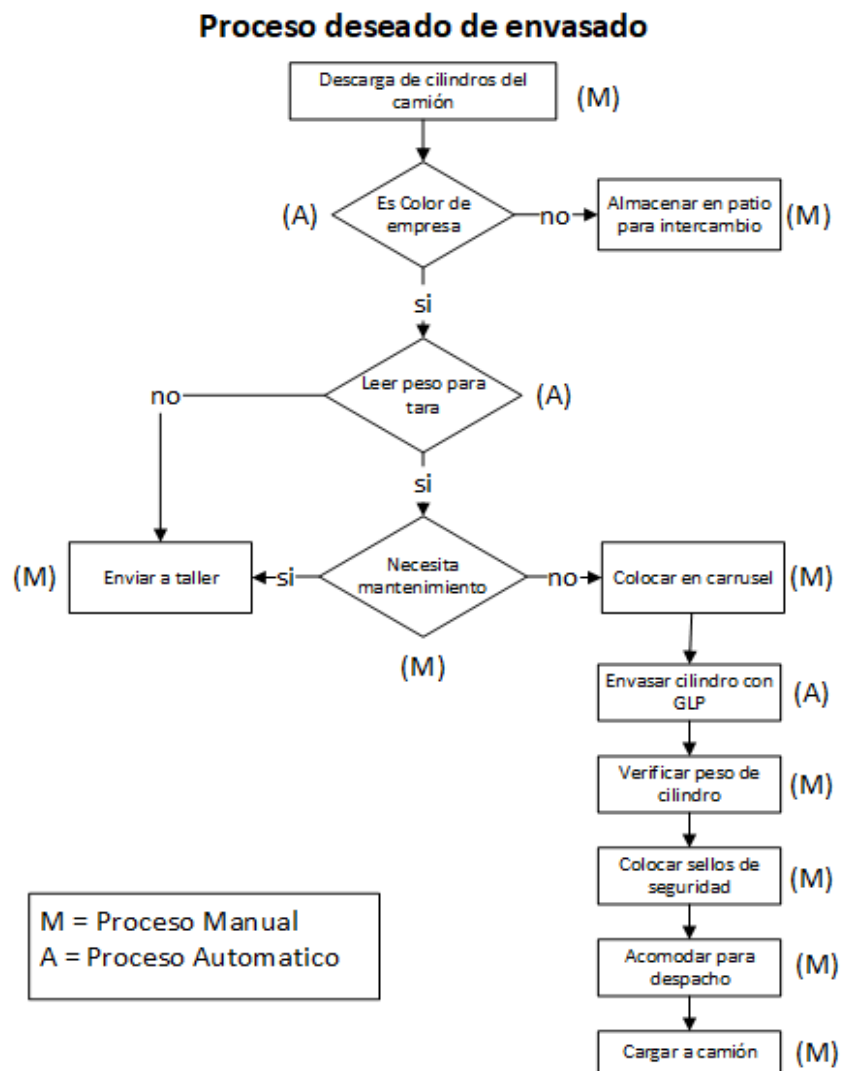 Proceso deseado de envasado
Descarga de cilindros del
camión
(M)
(A)
Es Color de
empresa
no
Almacenar en patio
para intercambio
(M)
si
no
Leer peso para
tara
(A)
si
(M)
Enviar a taller
si
Necesita
mantenimiento
no
Colocar en carrusel
(M)
(M)
Envasar cilindro con
GLP
(A)
Verificar peso de
cilindro
(M)
Colocar sellos de
seguridad
(M)
M = Proceso Manual
A = Proceso Automatico
Acomodar para
despacho
(M)
Cargar a camión
(M)